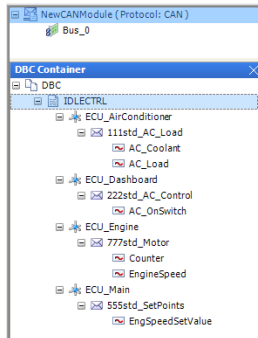 NewCANModule (Protocol: CAN )
Bus_0
DBC Container
DBC
IDLECTRL
ECU_AirConditioner
111std_AC_Load
AC_Coolant
AC_Load
ECU_Dashboard
222std_AC_Control
AC_OnSwitch
ECU_Engine
777std_Motor
Counter
EngineSpeed
ECU_Main
555std_SetPoints
EngSpeedSetValue